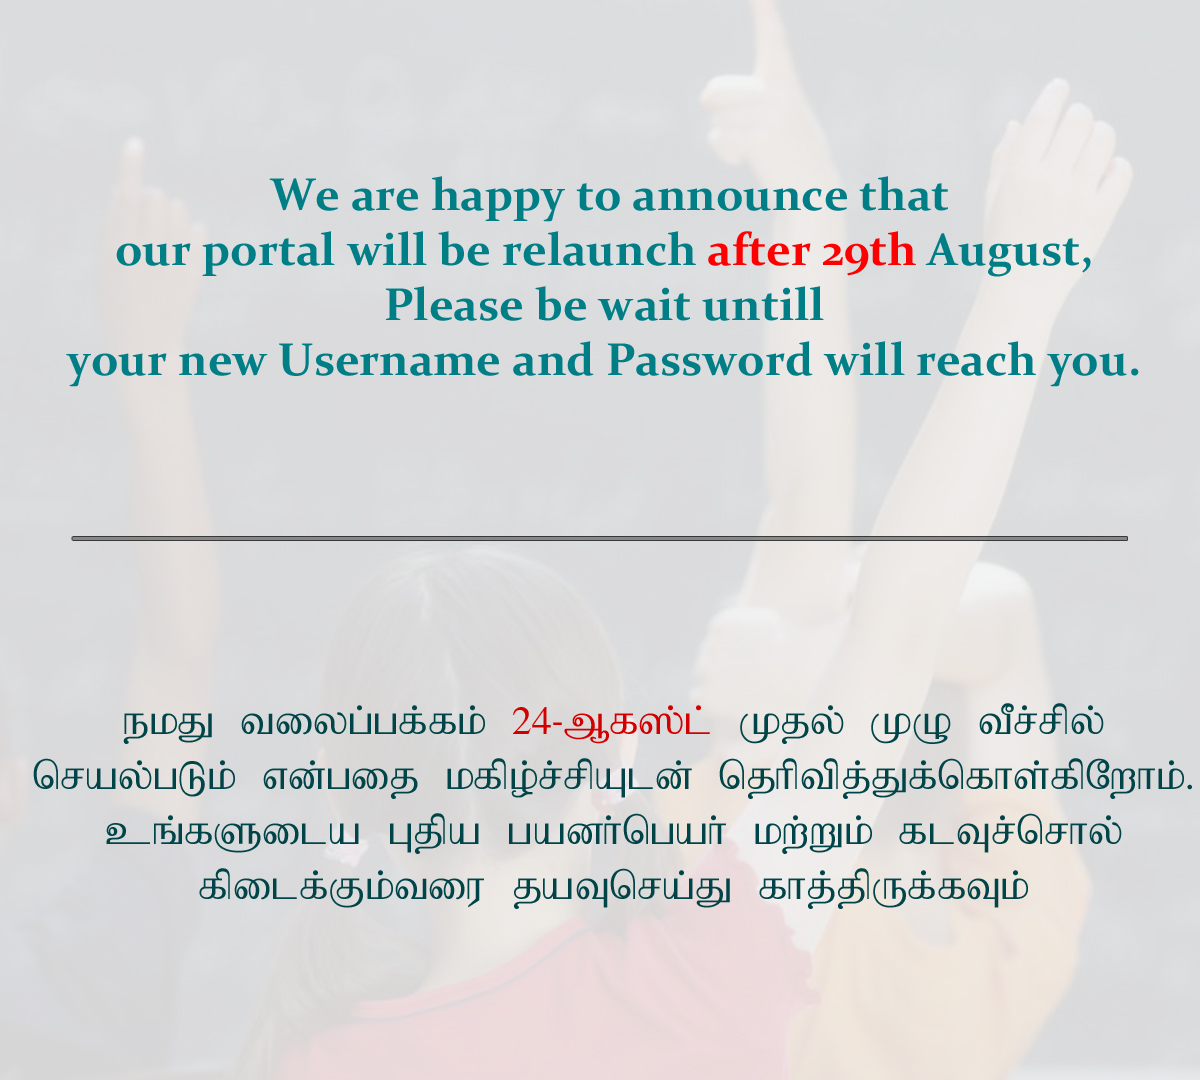 We are happy to announce that
our portal will be relaunch after 29th August,
Please be wait untill
your new Username and Password will reach you.
நமது வலைப்பக்கம் 24-ஆகஸ்ட் முதல் முழு வீச்சில்
செயல்படும் என்பதை மகிழ்ச்சியுடன் தெரிவித்துக்கொள்கிறோம்.
உங்களுடைய புதிய பயனர்பெயர் மற்றும் கடவுச்சொல்
கிடைக்கும்வரை தயவுசெய்து காத்திருக்கவும்